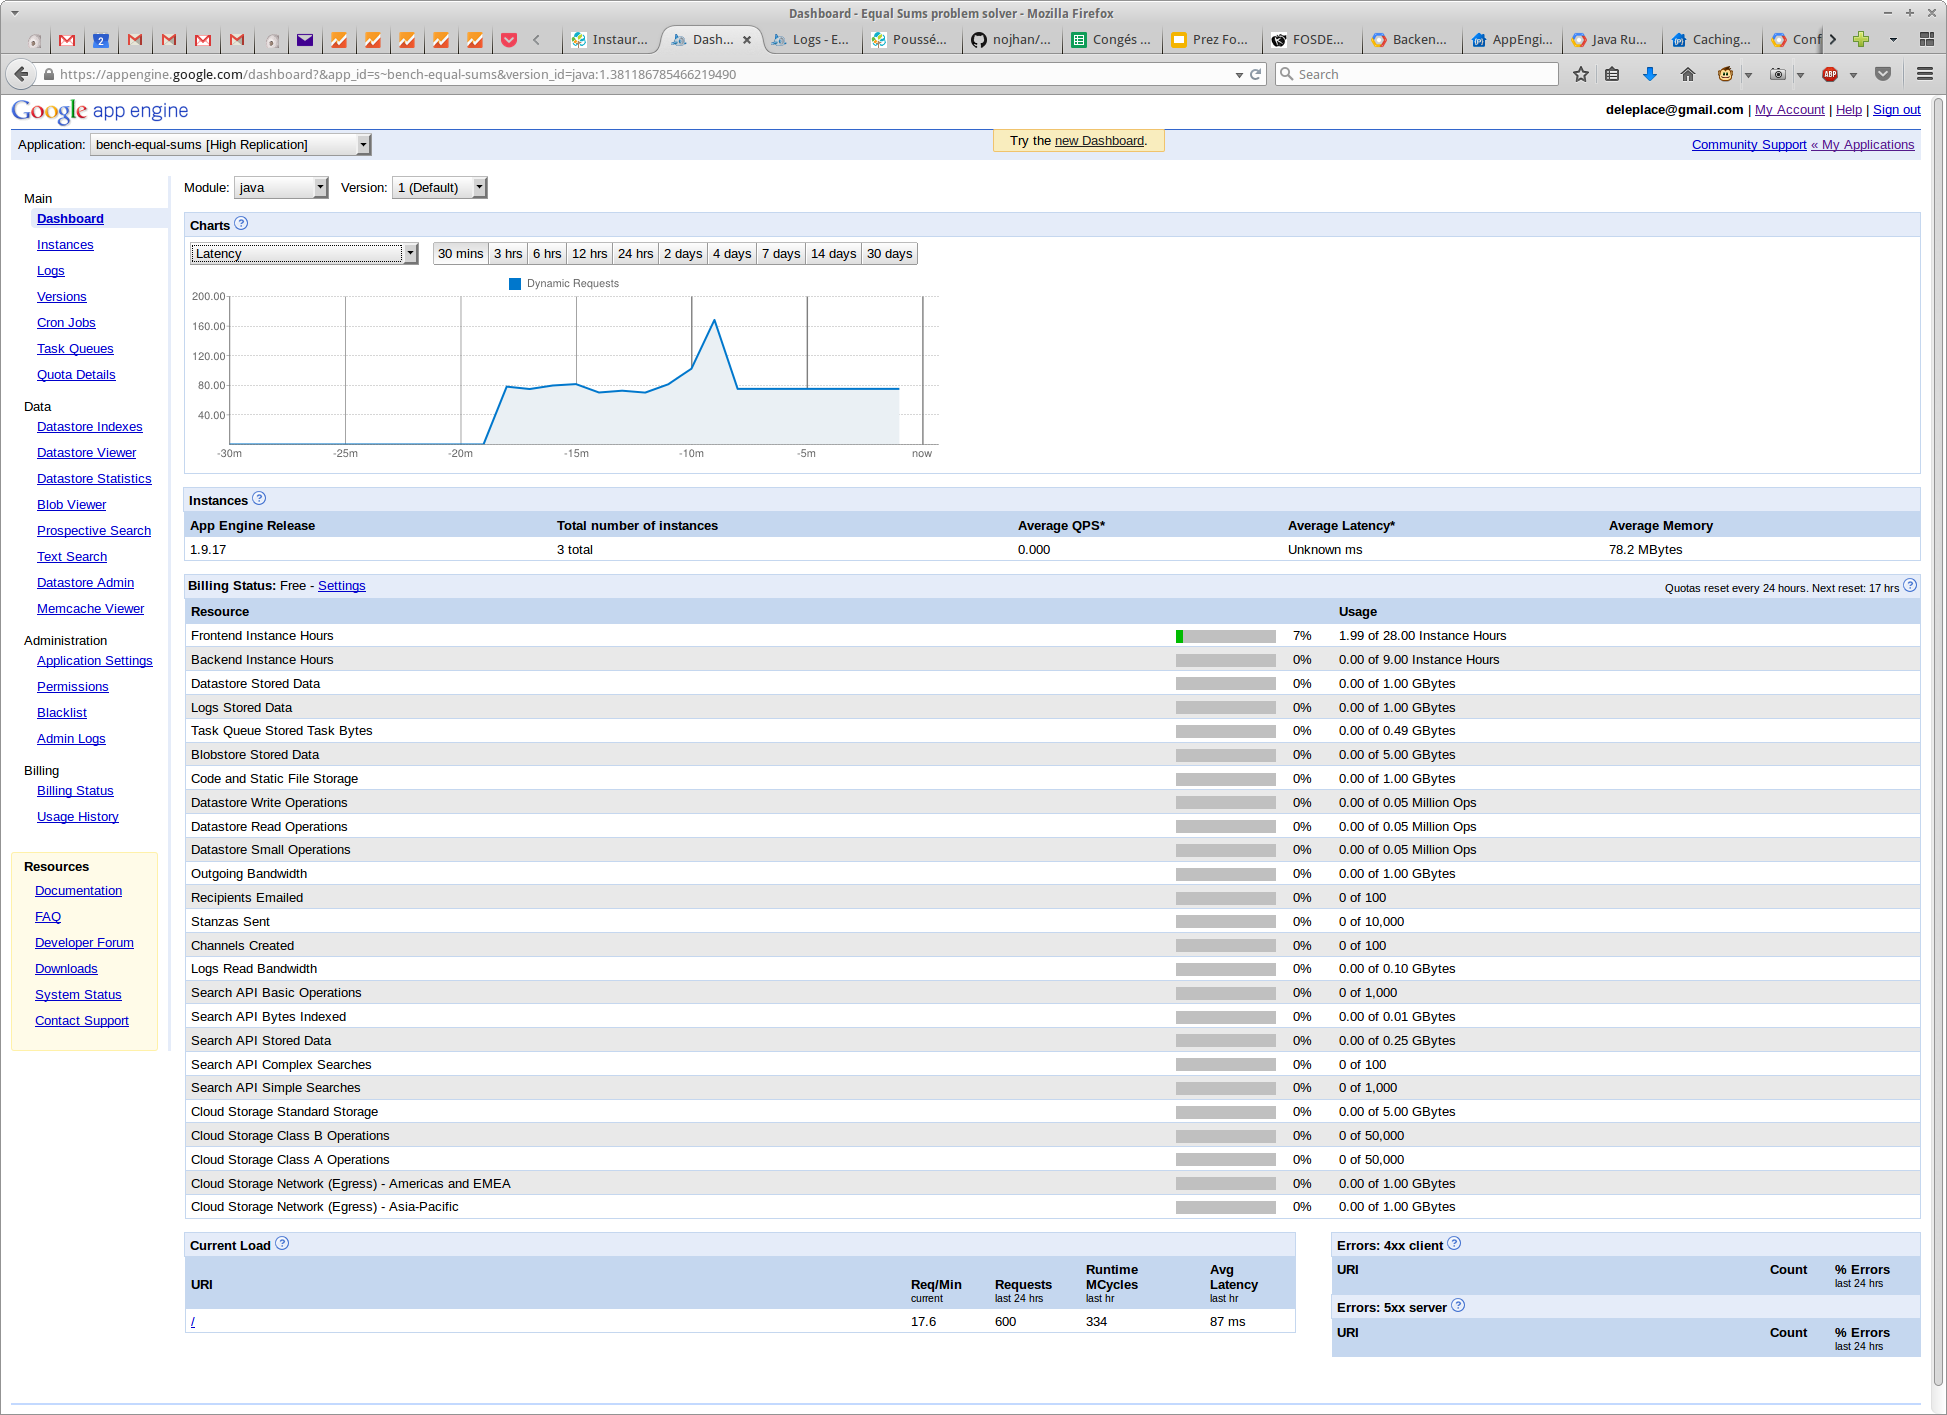 Dashboard - Equal Sums problem solver - Mozilla Firefox
2 Instaur... Dash... Logs - E... Poussé... nojhan/... Congés ... Prez Fo... FOSDE... Backen... AppEngi... Java Ru... Caching... Conf
https://appengine.google.com/dashboard?&app_id=s~bench-equal-sums&version_id=java:1.381186785466219490
Search
ABP
Google app engine
deleplace@gmail.com | My Account | Help | Sign out
Application: bench-equal-sums [High Replication]
Try the new Dashboard.
Community Support « My Applications
Main
Dashboard
Instances
Logs
Versions
Cron Jobs
Task Queues
Quota Details
Data
Datastore Indexes
Datastore Viewer
Datastore Statistics
Blob Viewer
Prospective Search
Text Search
Datastore Admin
Memcache Viewer
Administration
Application Settings
Permissions
Blacklist
Admin Logs
Billing
Billing Status
Usage History
Resources
Documentation
FAQ
Developer Forum
Downloads
System Status
Contact Support
Module: java Version: 1 (Default)
Charts ?
Latency 30 mins 3 hrs 6 hrs 12 hrs 24 hrs 2 days 4 days 7 days 14 days 30 days
Dynamic Requests
200.00
160.00
120.00
80.00
40.00
-30m -25m -20m -15m -10m -5m now
Instances ?
App Engine Release Total number of instances Average QPS* Average Latency* Average Memory
1.9.17 3 total 0.000 Unknown ms 78.2 MBytes
Billing Status: Free - Settings Quotas reset every 24 hours. Next reset: 17 hrs ?
Resource Usage
Frontend Instance Hours 7% 1.99 of 28.00 Instance Hours
Backend Instance Hours 0% 0.00 of 9.00 Instance Hours
Datastore Stored Data 0% 0.00 of 1.00 GBytes
Logs Stored Data 0% 0.00 of 1.00 GBytes
Task Queue Stored Task Bytes 0% 0.00 of 0.49 GBytes
Blobstore Stored Data 0% 0.00 of 5.00 GBytes
Code and Static File Storage 0% 0.00 of 1.00 GBytes
Datastore Write Operations 0% 0.00 of 0.05 Million Ops
Datastore Read Operations 0% 0.00 of 0.05 Million Ops
Datastore Small Operations 0% 0.00 of 0.05 Million Ops
Outgoing Bandwidth 0% 0.00 of 1.00 GBytes
Recipients Emailed 0% 0 of 100
Stanzas Sent 0% 0 of 10,000
Channels Created 0% 0 of 100
Logs Read Bandwidth 0% 0.00 of 0.10 GBytes
Search API Basic Operations 0% 0 of 1,000
Search API Bytes Indexed 0% 0.00 of 0.01 GBytes
Search API Stored Data 0% 0.00 of 0.25 GBytes
Search API Complex Searches 0% 0 of 100
Search API Simple Searches 0% 0 of 1,000
Cloud Storage Standard Storage 0% 0.00 of 5.00 GBytes
Cloud Storage Class B Operations 0% 0 of 50,000
Cloud Storage Class A Operations 0% 0 of 50,000
Cloud Storage Network (Egress) - Americas and EMEA 0% 0.00 of 1.00 GBytes
Cloud Storage Network (Egress) - Asia-Pacific 0% 0.00 of 1.00 GBytes
Current Load ?
URI Req/Min current Requests last 24 hrs Runtime MCycles last hr Avg Latency last hr
/ 17.6 600 334 87 ms
Errors: 4xx client ?
URI Count % Errors
last 24 hrs
Errors: 5xx server ?
URI Count % Errors
last 24 hrs